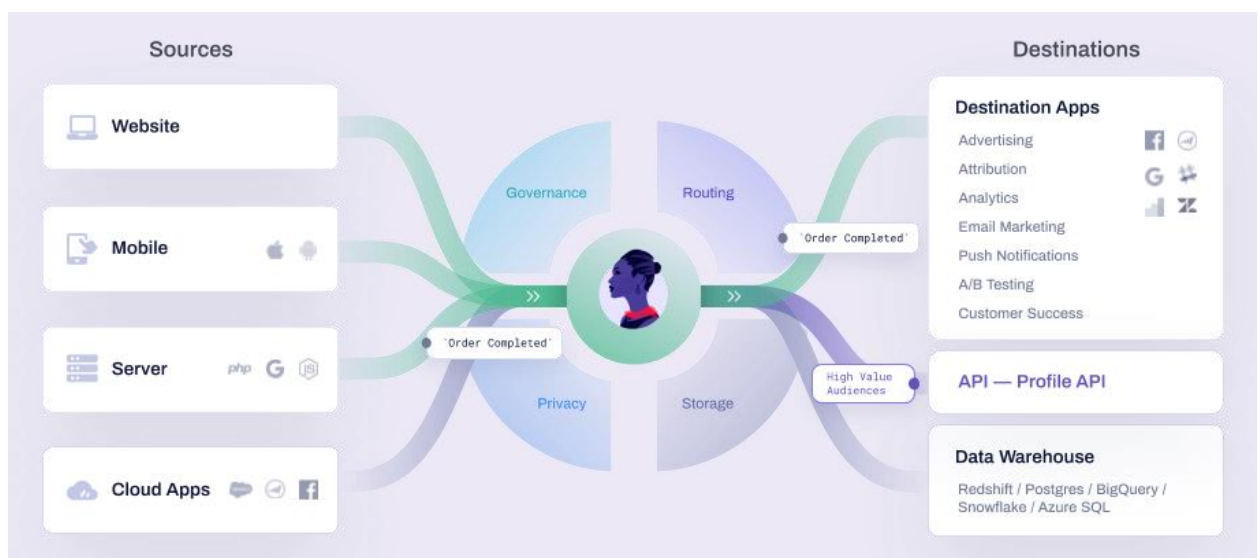 Sources
Destinations
Website
Mobile
Server
php
JS
Cloud Apps
Governance
Routing
Privacy
Storage
`Order Completed`
`Order Completed`
High Value
Audiences
Destination Apps
Advertising
Attribution
Analytics
Email Marketing
Push Notifications
A/B Testing
Customer Success
API — Profile API
Data Warehouse
Redshift / Postgres / BigQuery /
Snowflake / Azure SQL